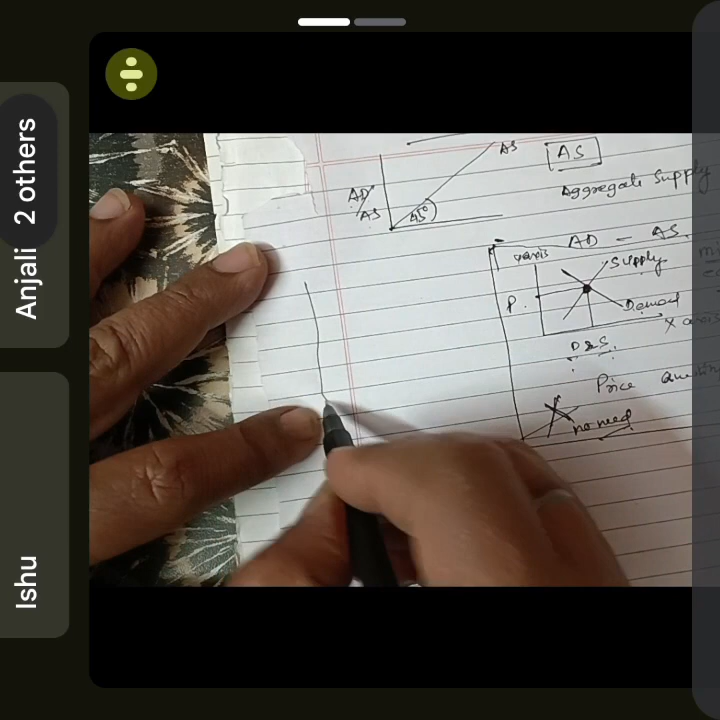 Anjali 2 others
Ishu
AS
AS
AD/
AS
45°
Aggregate Supply
AD - AS
Supply
P.
Demand
X axis
D & S.
Price
no need